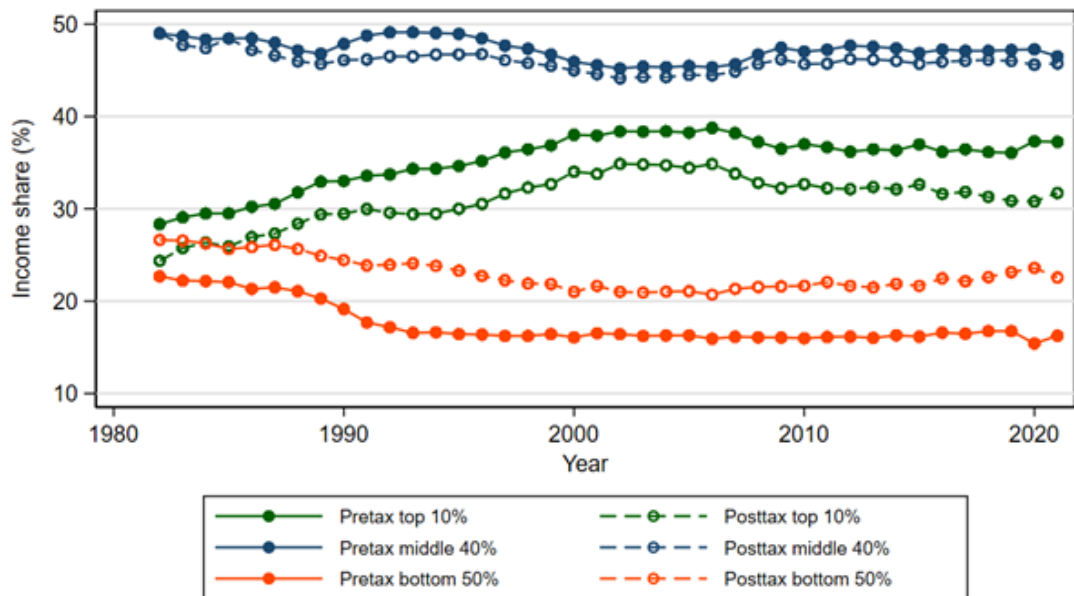 50
40
30
20
10
Income share (%)
1980 1990 2000 2010 2020
Year
Pretax top 10% Posttax top 10%
Pretax middle 40% Posttax middle 40%
Pretax bottom 50% Posttax bottom 50%